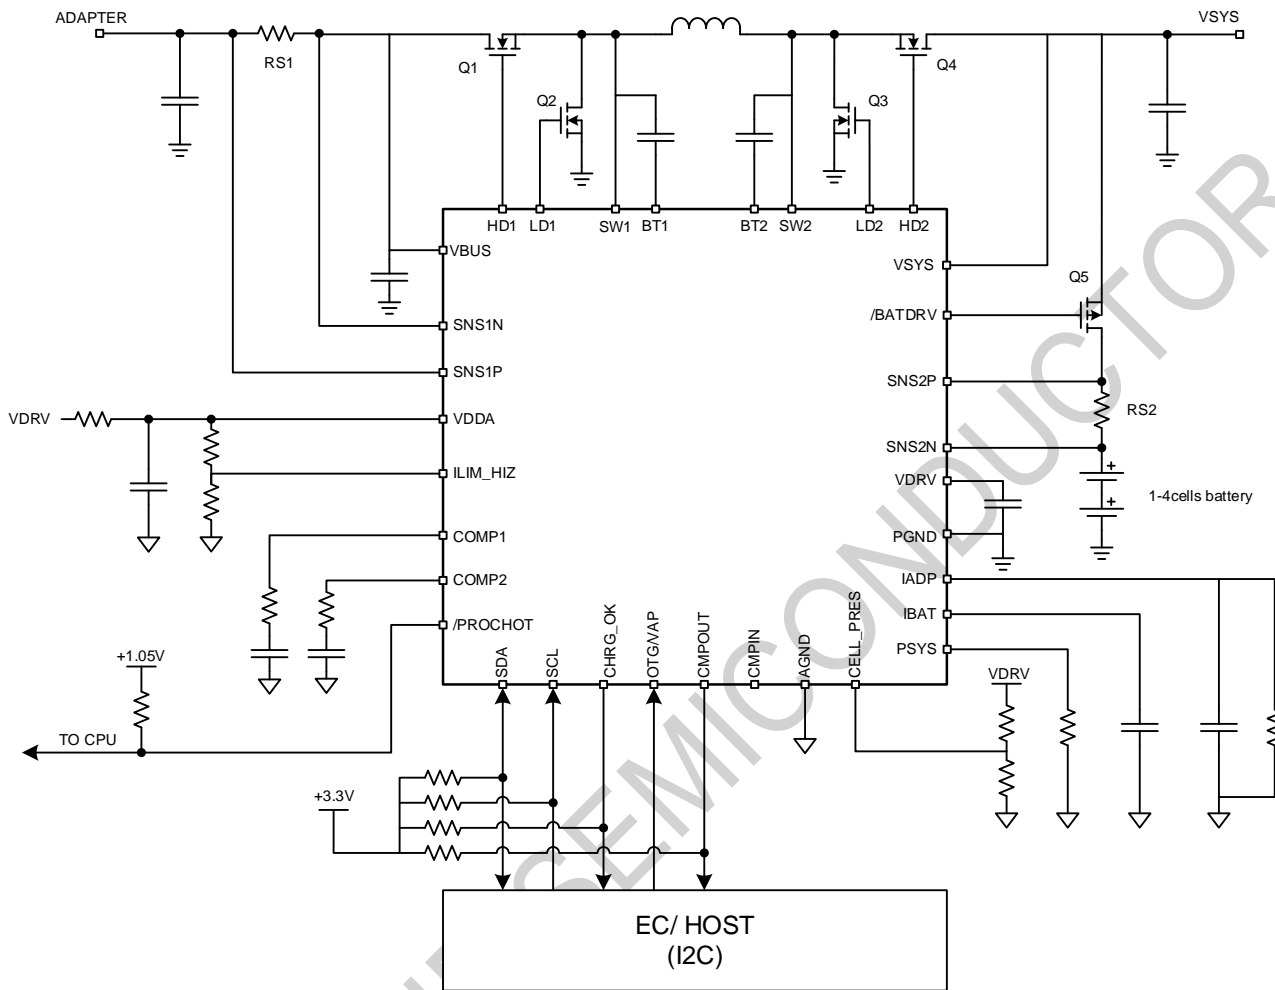 ADAPTER
VSYS
RS1
Q1
Q4
Q2
Q3
HD1
LD1
SW1
BT1
BT2
SW2
LD2
HD2
VBUS
VSYS
Q5
/BATDRV
SNS1N
SNS1P
SNS2P
RS2
VDRV
VDDA
SNS2N
ILIM_HIZ
VDRV
1-4cells battery
COMP1
PGND
COMP2
IADP
/PROCHOT
IBAT
PSYS
SDA
SCL
CHRG_OK
OTG/VAP
CMPOUT
CMPIN
AGND
CELL_PRES
+1.05V
VDRV
TO CPU
+3.3V
EC/ HOST
(I2C)
SEMICONDUCTOR